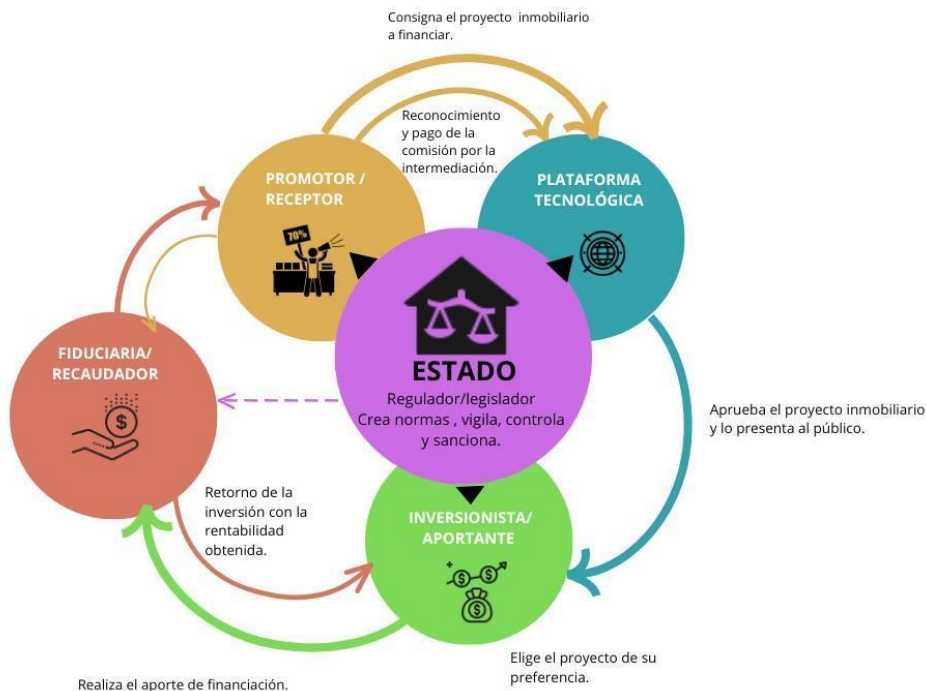 Consigna el proyecto inmobiliario
a financiar.
Reconocimiento
y pago de la
comisión por la
intermediación.
PROMOTOR /
RECEPTOR
70%
PLATAFORMA
TECNOLÓGICA
FIDUCIARIA/
RECAUDADOR
$
ESTADO
Regulador/legislador
Crea normas , vigila, controla
y sanciona.
Aprueba el proyecto inmobiliario
y lo presenta al público.
Retorno de la
inversión con la
rentabilidad
obtenida.
INVERSIONISTA/
APORTANTE
$ $
$
Elige el proyecto de su
preferencia.
Realiza el aporte de financiación.